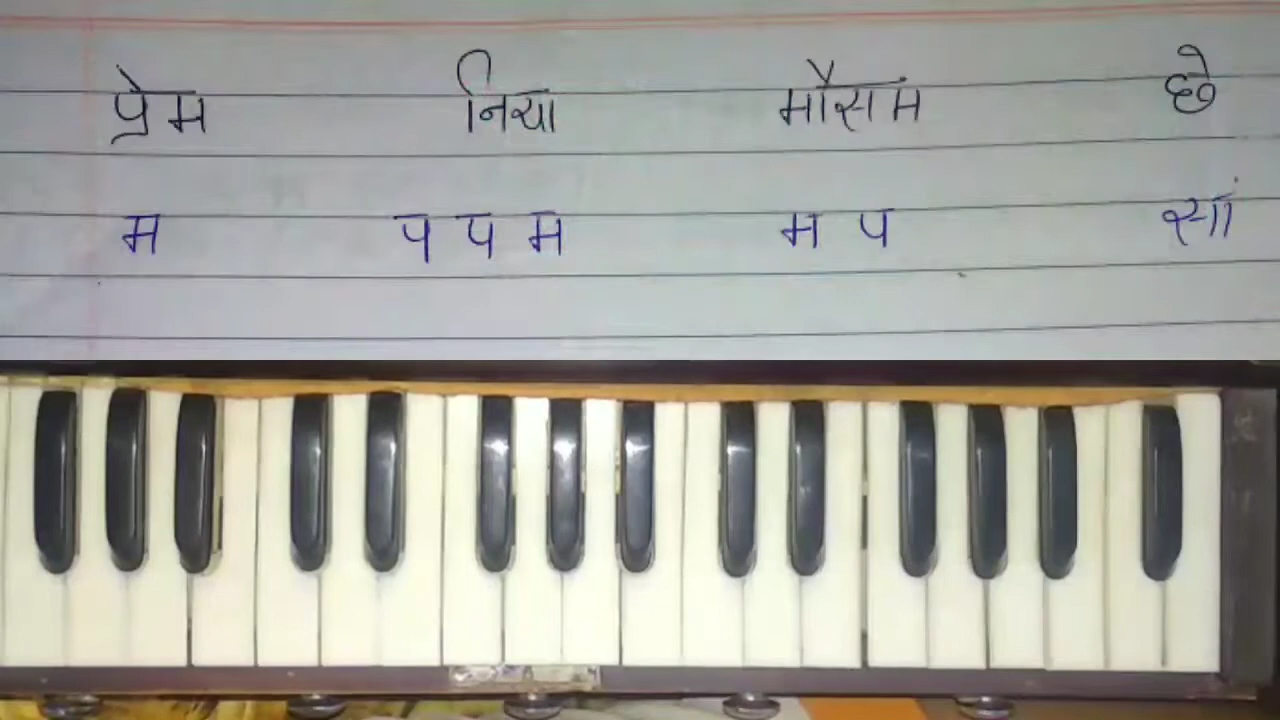 प्रेम निया मौसम छे
म प प म म प सां